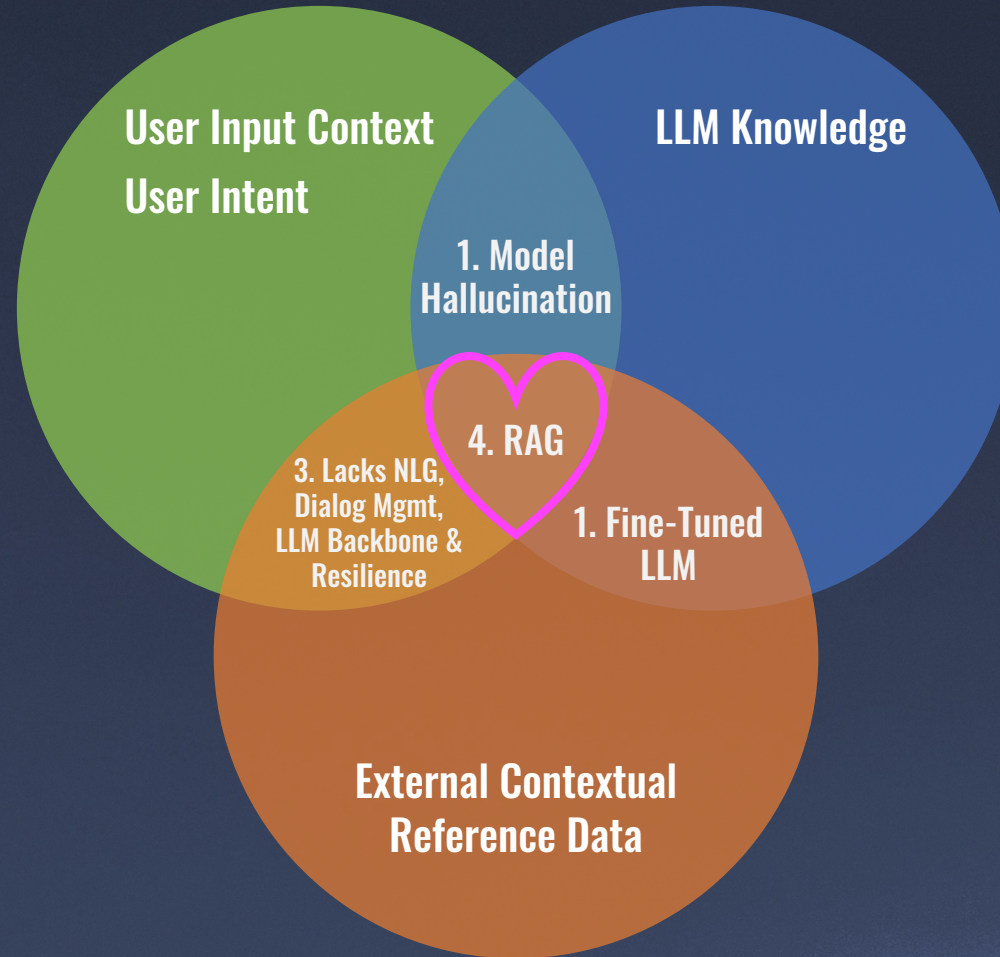 User Input Context
User Intent
LLM Knowledge
1. Model
Hallucination
4. RAG
3. Lacks NLG,
Dialog Mgmt,
LLM Backbone &
Resilience
1. Fine-Tuned
LLM
External Contextual
Reference Data